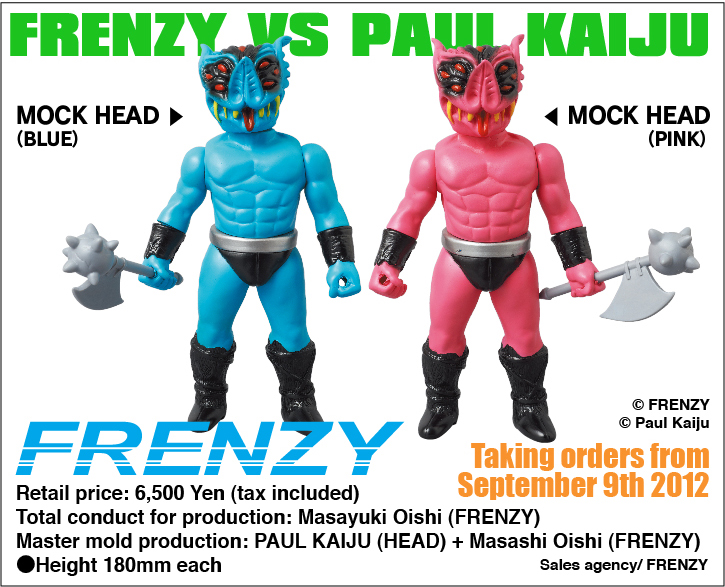 FRENZY VS PAUL KAIJU
MOCK HEAD ▶
(BLUE)
◀ MOCK HEAD
(PINK)
© FRENZY
© Paul Kaiju
FRENZY
Taking orders from
September 9th 2012
Retail price: 6,500 Yen (tax included)
Total conduct for production: Masayuki Oishi (FRENZY)
Master mold production: PAUL KAIJU (HEAD) + Masashi Oishi (FRENZY)
●Height 180mm each
Sales agency/ FRENZY